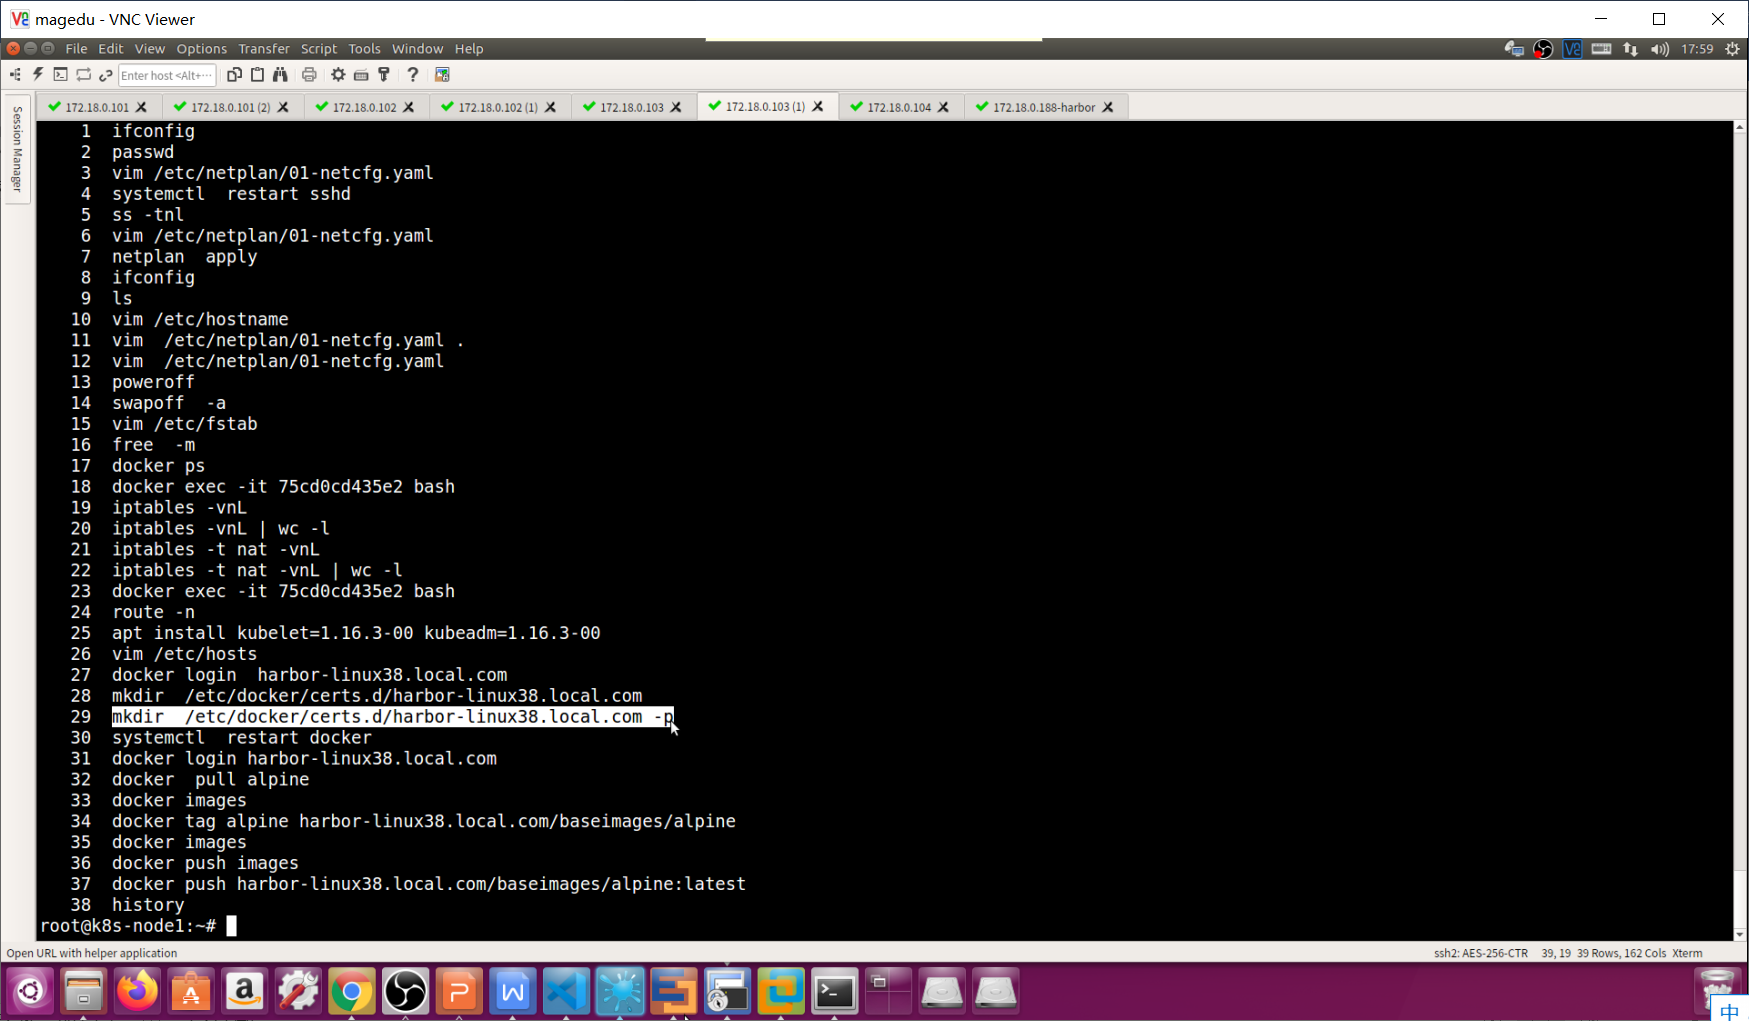 magedu - VNC Viewer
File Edit View Options Transfer Script Tools Window Help
17:59
Enter host <Alt+...
Session Manager
172.18.0.101
172.18.0.101 (2)
172.18.0.102
172.18.0.102 (1)
172.18.0.103
172.18.0.103 (1)
172.18.0.104
172.18.0.188-harbor
1 ifconfig
2 passwd
3 vim /etc/netplan/01-netcfg.yaml
4 systemctl  restart sshd
5 ss -tnl
6 vim /etc/netplan/01-netcfg.yaml
7 netplan  apply
8 ifconfig
9 ls
10 vim /etc/hostname
11 vim  /etc/netplan/01-netcfg.yaml .
12 vim  /etc/netplan/01-netcfg.yaml
13 poweroff
14 swapoff  -a
15 vim /etc/fstab
16 free  -m
17 docker ps
18 docker exec -it 75cd0cd435e2 bash
19 iptables -vnL
20 iptables -vnL | wc -l
21 iptables -t nat -vnL
22 iptables -t nat -vnL | wc -l
23 docker exec -it 75cd0cd435e2 bash
24 route -n
25 apt install kubelet=1.16.3-00 kubeadm=1.16.3-00
26 vim /etc/hosts
27 docker login  harbor-linux38.local.com
28 mkdir  /etc/docker/certs.d/harbor-linux38.local.com
29 mkdir  /etc/docker/certs.d/harbor-linux38.local.com -p
30 systemctl  restart docker
31 docker login harbor-linux38.local.com
32 docker  pull alpine
33 docker images
34 docker tag alpine harbor-linux38.local.com/baseimages/alpine
35 docker images
36 docker push images
37 docker push harbor-linux38.local.com/baseimages/alpine:latest
38 history
root@k8s-node1:~#
Open URL with helper application
ssh2: AES-256-CTR 39, 19 39 Rows, 162 Cols Xterm
中